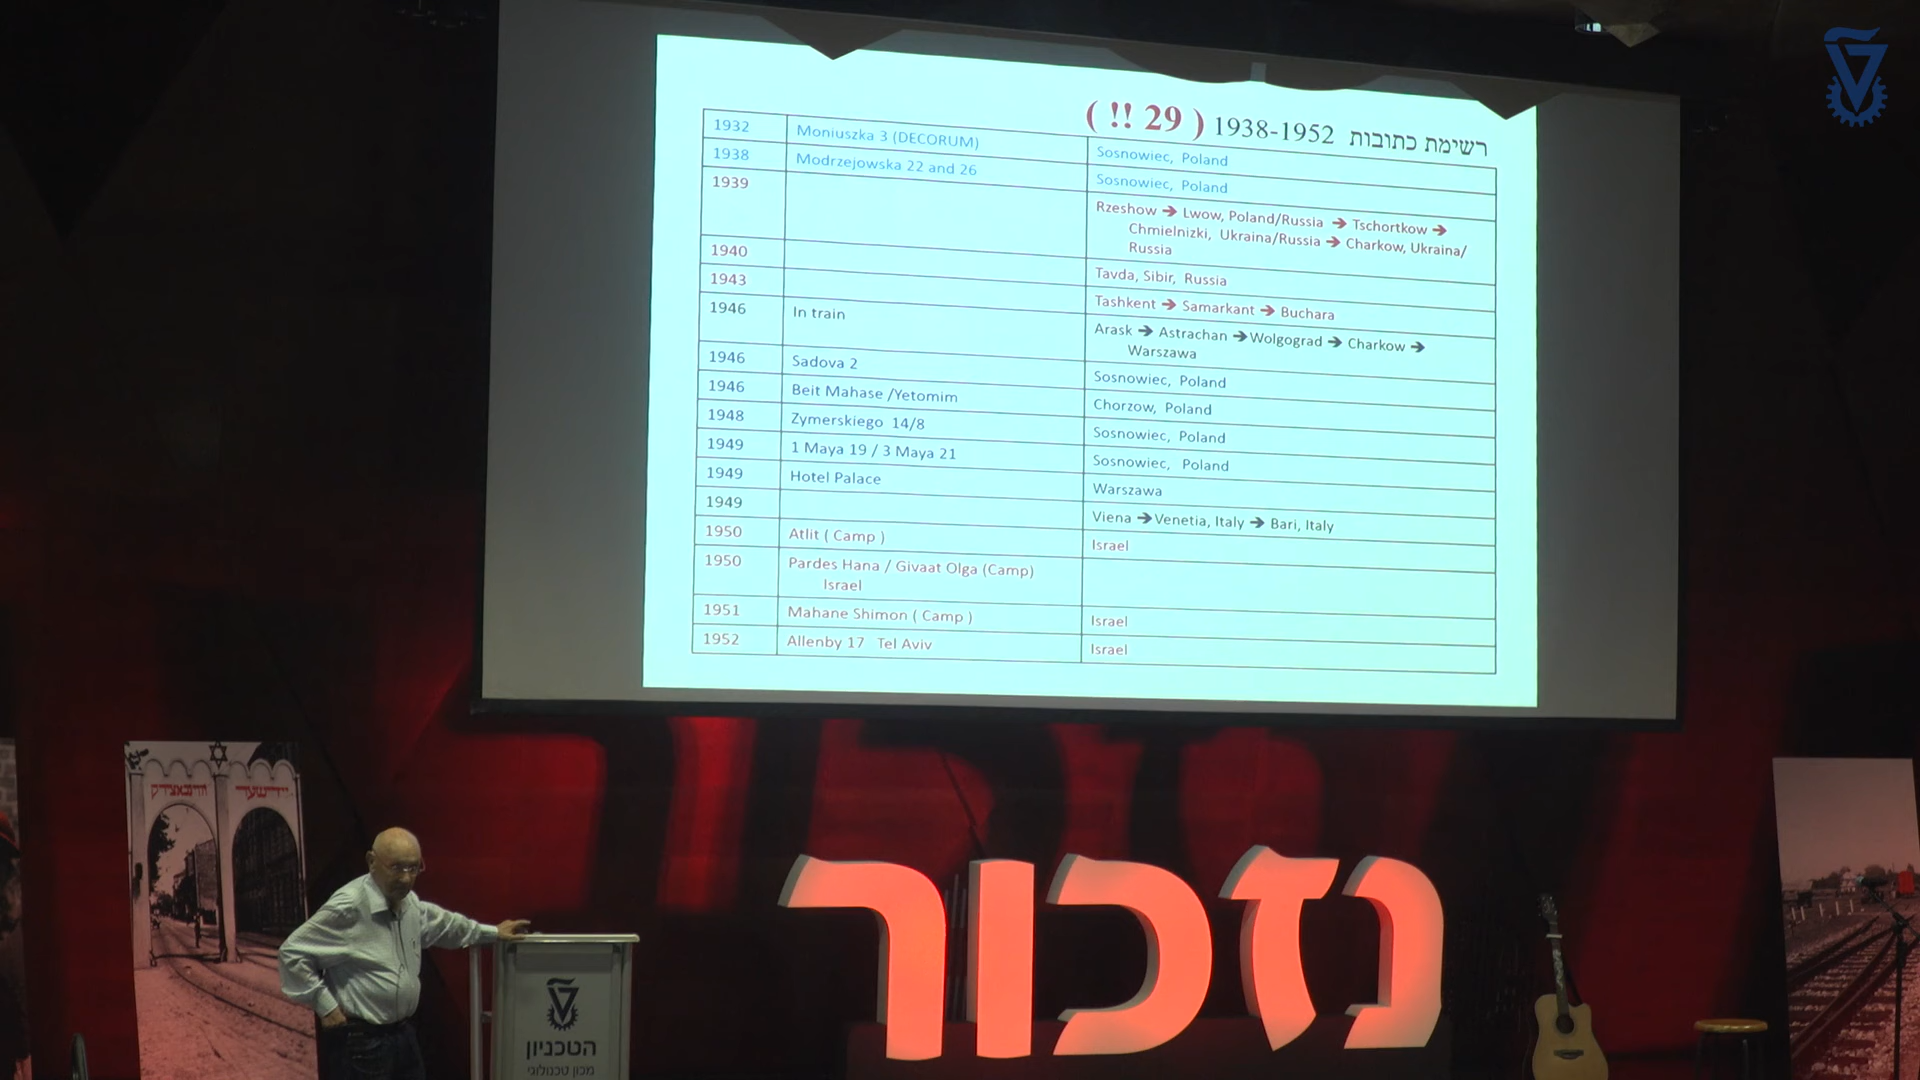 רשימת כתובות 1938-1952 ( !! 29 )
1932 Moniuszka 3 (DECORUM) Sosnowiec, Poland
1938 Modrzejowska 22 and 26 Sosnowiec, Poland
1939 Rzeshow ➔ Lwow, Poland/Russia ➔ Tschortkow ➔
Chmielnizki, Ukraina/Russia ➔ Charkow, Ukraina/
Russia
1940 Tavda, Sibir, Russia
1943 Tashkent ➔ Samarkant ➔ Buchara
1946 In train Arask ➔ Astrachan ➔Wolgograd ➔ Charkow ➔
Warszawa
1946 Sadova 2 Sosnowiec, Poland
1946 Beit Mahase /Yetomim Chorzow, Poland
1948 Zymerskiego 14/8 Sosnowiec, Poland
1949 1 Maya 19 / 3 Maya 21 Sosnowiec, Poland
1949 Hotel Palace Warszawa
1949 Viena ➔Venetia, Italy ➔ Bari, Italy
1950 Atlit ( Camp ) Israel
1950 Pardes Hana / Givaat Olga (Camp)
Israel
1951 Mahane Shimon ( Camp ) Israel
1952 Allenby 17 Tel Aviv Israel
נזכור
הטכניון
מכון טכנולוגי